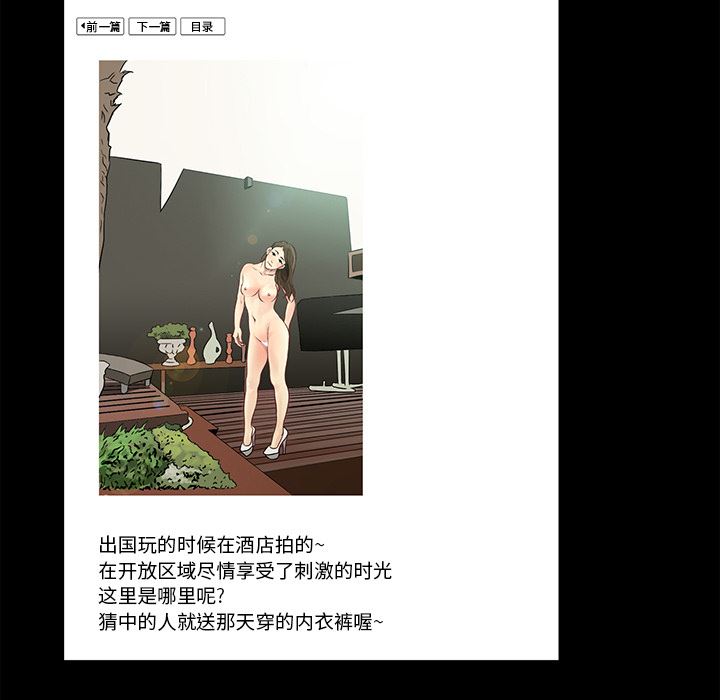 前一篇 下一篇 目录
出国玩的时候在酒店拍的~
在开放区域尽情享受了刺激的时光
这里是哪里呢?
猜中的人就送那天穿的内衣裤喔~